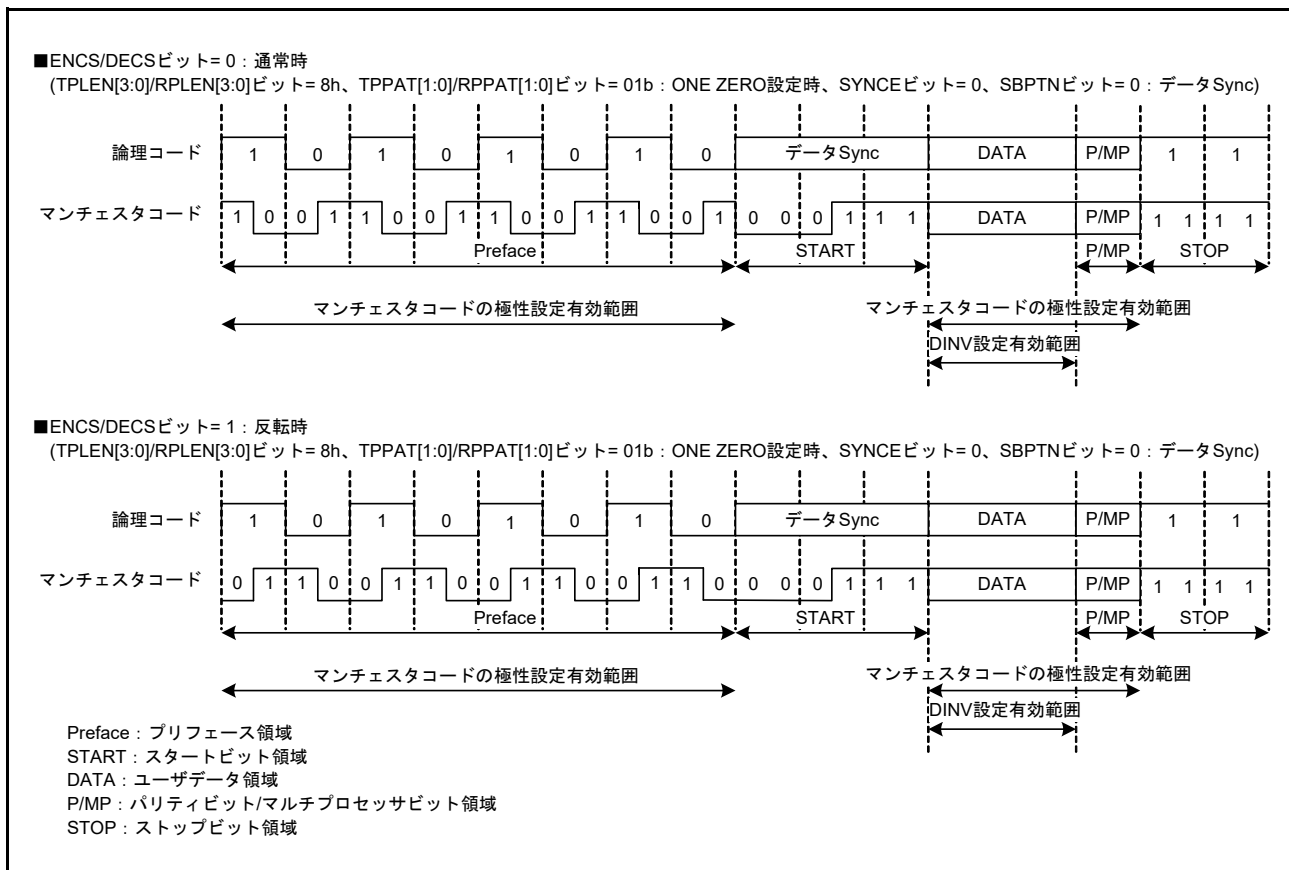 ■ENCS/DECSビット= 0：通常時
(TPLEN[3:0]/RPLEN[3:0]ビット= 8h、TPPAT[1:0]/RPPAT[1:0]ビット= 01b：ONE ZERO設定時、SYNCEビット= 0、SBPTNビット= 0：データSync)
論理コード 1 0 1 0 1 0 1 0 データSync DATA P/MP 1 1
マンチェスタコード 1 0 0 1 1 0 0 1 1 0 0 1 1 0 0 1 0 0 0 1 1 1 DATA P/MP 1 1 1 1
Preface START P/MP STOP
マンチェスタコードの極性設定有効範囲 マンチェスタコードの極性設定有効範囲
DINV設定有効範囲
■ENCS/DECSビット= 1：反転時
(TPLEN[3:0]/RPLEN[3:0]ビット= 8h、TPPAT[1:0]/RPPAT[1:0]ビット= 01b：ONE ZERO設定時、SYNCEビット= 0、SBPTNビット= 0：データSync)
論理コード 1 0 1 0 1 0 1 0 データSync DATA P/MP 1 1
マンチェスタコード 0 1 1 0 0 1 1 0 0 1 1 0 0 1 1 0 0 0 0 1 1 1 DATA P/MP 1 1 1 1
Preface START P/MP STOP
マンチェスタコードの極性設定有効範囲 マンチェスタコードの極性設定有効範囲
DINV設定有効範囲
Preface：プリフェース領域
START：スタートビット領域
DATA：ユーザデータ領域
P/MP：パリティビット/マルチプロセッサビット領域
STOP：ストップビット領域